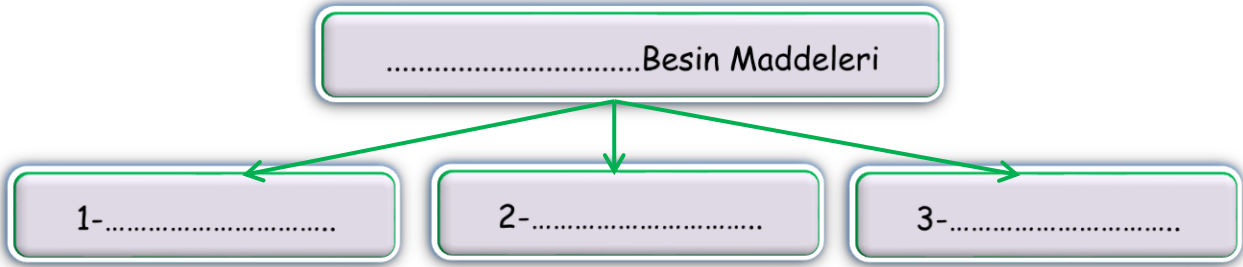 ................................Besin Maddeleri
1-…………………………..
2-…………………………..
3-…………………………..